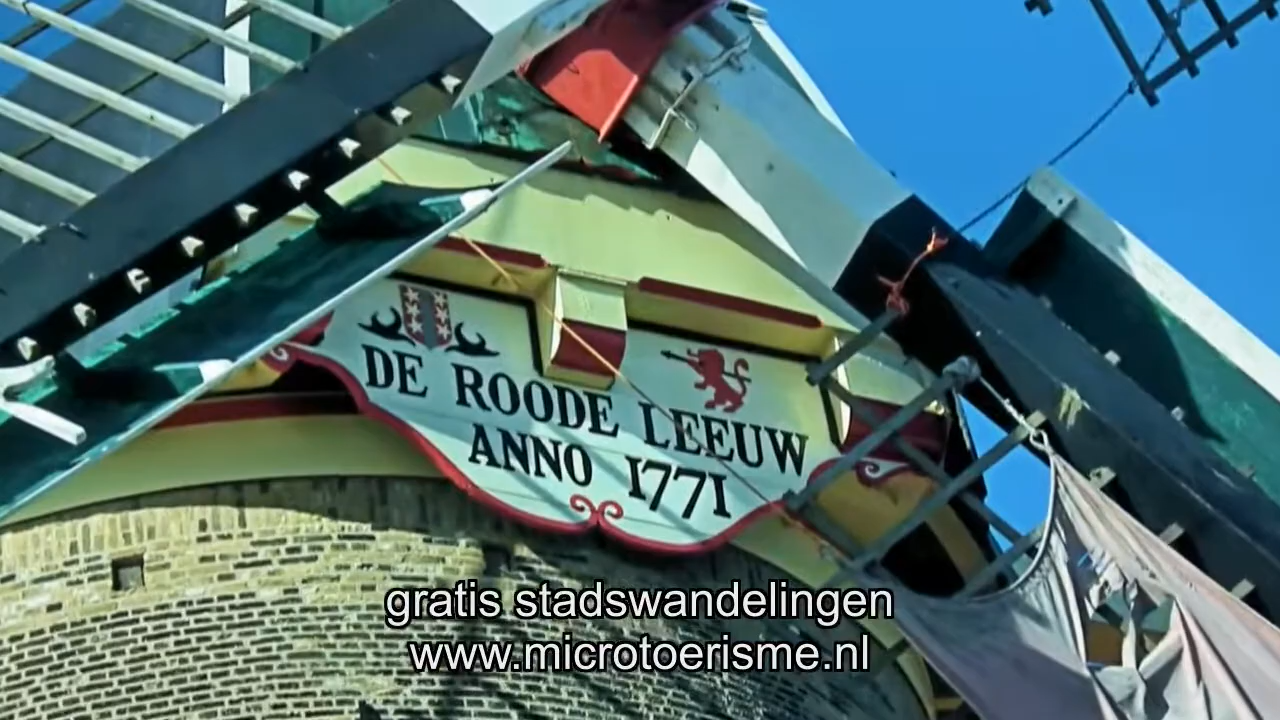 DE ROODE LEEUW
ANNO 1771
gratis stadswandelingen
www.microtoerisme.nl